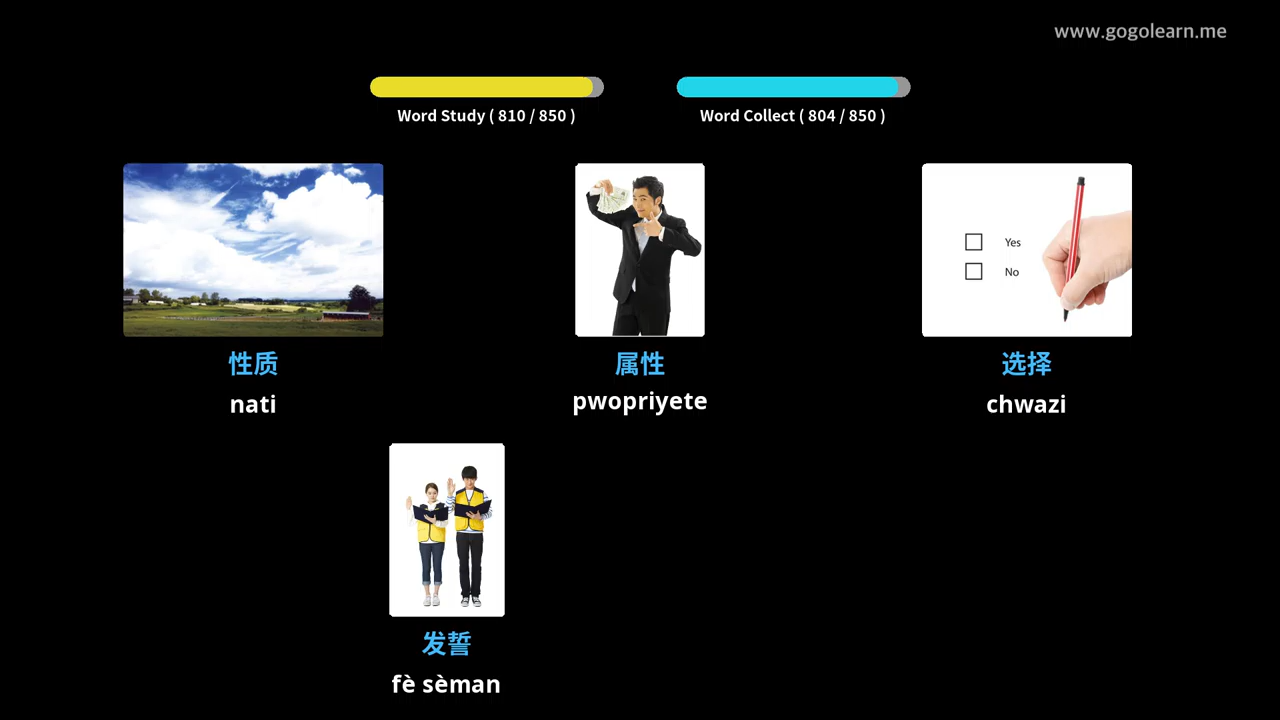 www.gogolearn.me
Word Study ( 810 / 850 )
Word Collect ( 804 / 850 )
Yes
No
性质
nati
属性
pwopriyete
选择
chwazi
发誓
fè sèman